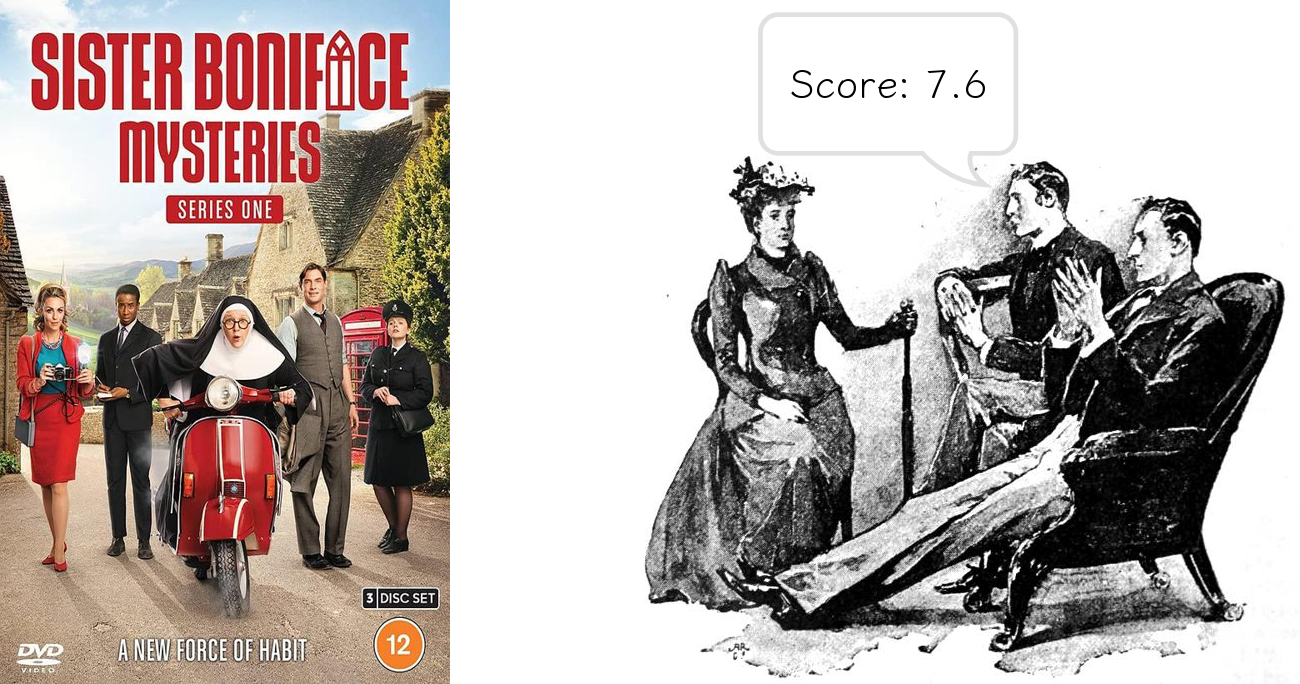 SISTER BONIFACE
MYSTERIES
SERIES ONE
3 DISC SET
12
A NEW FORCE OF HABIT
DVD
VIDEO
Score: 7.6